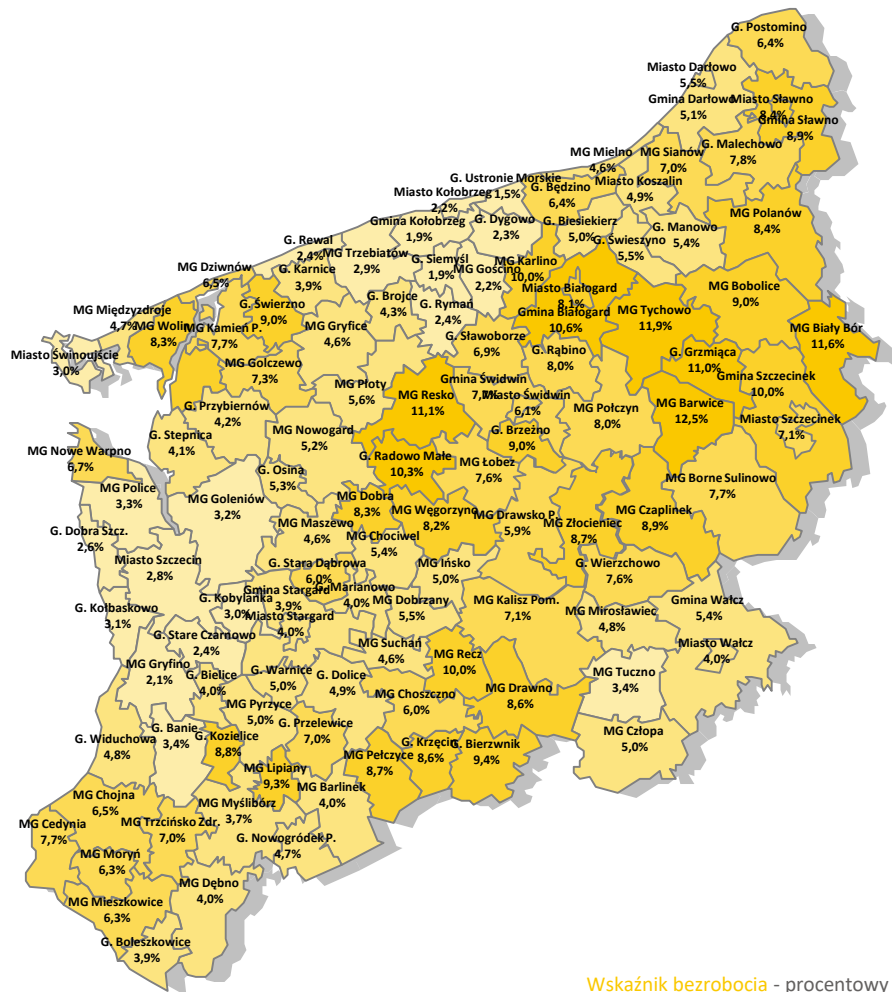 G. Postomino
6,4%
Miasto Darłowo
5,5%
Gmina Darłowo
5,1%
Miasto Sławno
8,4%
Gmina Sławno
8,9%
G. Malechowo
7,8%
MG Mielno
4,6%
MG Sianów
7,0%
G. Ustronie Morskie
1,5%
Miasto Kołobrzeg
2,2%
G. Będzino
6,4%
Miasto Koszalin
4,9%
Gmina Kołobrzeg
1,9%
G. Dygowo
2,3%
G. Biesiekierz
5,0%
G. Manowo
5,4%
MG Polanów
8,4%
G. Świeszyno
5,5%
G. Rewal
2,4%
MG Trzebiatów
2,9%
G. Siemyśl
1,9%
MG Gościno
2,2%
MG Karlino
10,0%
MG Dziwnów
6,5%
G. Karnice
3,9%
Miasto Białogard
8,1%
MG Bobolice
9,0%
G. Świerzno
9,0%
G. Brojce
4,3%
G. Rymań
2,4%
Gmina Białogard
10,6%
MG Tychowo
11,9%
MG Międzyzdroje
4,7%
MG Wolin
8,3%
MG Kamień P.
7,7%
MG Gryfice
4,6%
MG Biały Bór
11,6%
G. Sławoborze
6,9%
G. Rąbino
8,0%
G. Grzmiąca
11,0%
Miasto Świnoujście
3,0%
MG Golczewo
7,3%
MG Płoty
5,6%
MG Resko
11,1%
Gmina Świdwin
7,7%
Miasto Świdwin
6,1%
Gmina Szczecinek
10,0%
G. Przybiernów
4,2%
MG Połczyn
8,0%
MG Barwice
12,5%
Miasto Szczecinek
7,1%
G. Stepnica
4,1%
MG Nowogard
5,2%
G. Brzeżno
9,0%
MG Nowe Warpno
6,7%
G. Radowo Małe
10,3%
MG Łobez
7,6%
G. Osina
5,3%
MG Police
3,3%
MG Goleniów
3,2%
MG Borne Sulinowo
7,7%
MG Dobra
8,3%
MG Węgorzyno
8,2%
MG Drawsko P.
5,9%
MG Złocieniec
8,7%
MG Czaplinek
8,9%
MG Maszewo
4,6%
G. Dobra Szcz.
2,6%
MG Chociwel
5,4%
Miasto Szczecin
2,8%
G. Stara Dąbrowa
6,0%
MG Ińsko
5,0%
G. Wierzchowo
7,6%
G. Kobylanka
3,0%
Gmina Stargard
3,9%
G. Marianowo
4,0%
G. Kołbaskowo
3,1%
Miasto Stargard
4,0%
MG Dobrzany
5,5%
MG Kalisz Pom.
7,1%
MG Mirosławiec
4,8%
Gmina Wałcz
5,4%
G. Stare Czarnowo
2,4%
MG Suchań
4,6%
MG Recz
10,0%
Miasto Wałcz
4,0%
MG Gryfino
2,1%
G. Bielice
4,0%
G. Warnice
5,0%
G. Dolice
4,9%
MG Tuczno
3,4%
MG Choszczno
6,0%
MG Drawno
8,6%
MG Pyrzyce
5,0%
G. Widuchowa
4,8%
G. Banie
3,4%
G. Kozielice
8,8%
G. Przelewice
7,0%
MG Człopa
5,0%
G. Krzęcin
8,6%
G. Bierzwnik
9,4%
MG Pełczyce
8,7%
MG Lipiany
9,3%
MG Barlinek
4,0%
MG Chojna
6,5%
MG Myślibórz
3,7%
MG Cedynia
7,7%
MG Trzcińsko Zdr.
7,0%
G. Nowogródek P.
4,7%
MG Moryń
6,3%
MG Dębno
4,0%
MG Mieszkowice
6,3%
G. Boleszkowice
3,9%
Wskaźnik bezrobocia - procentowy